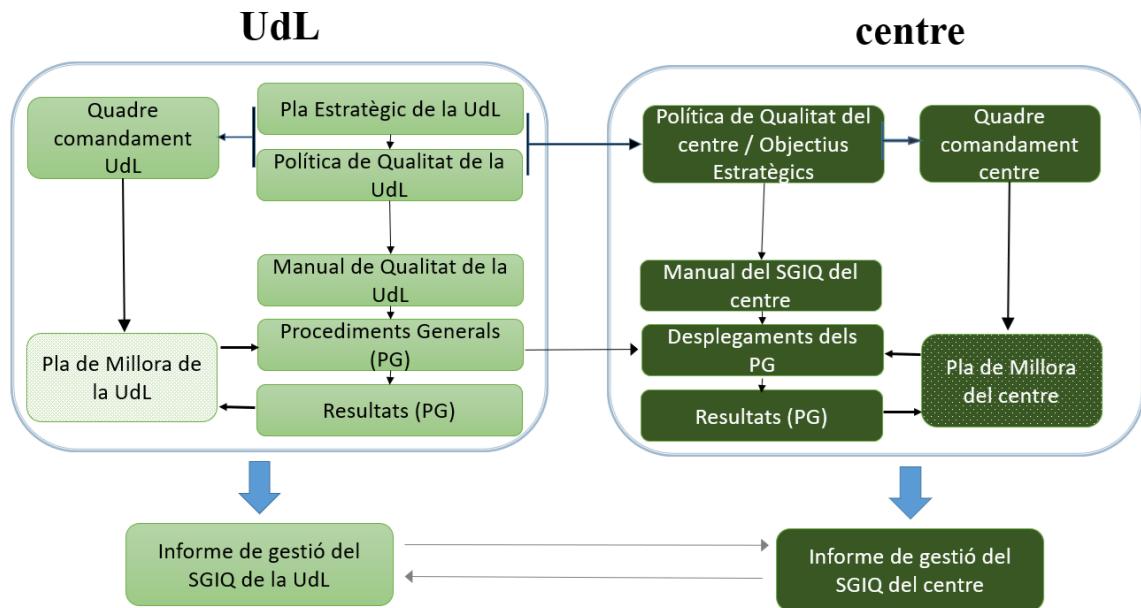 UdL
Quadre
comandament
UdL
Pla Estratègic de la UdL
Política de Qualitat de la
UdL
Manual de Qualitat de la
UdL
Procediments Generals
(PG)
Pla de Millora de
la UdL
Resultats (PG)
centre
Política de Qualitat del
centre / Objectius
Estratègics
Quadre
comandament
centre
Manual del SGIQ del
centre
Desplegaments dels
PG
Pla de Millora
del centre
Resultats (PG)
Informe de gestió del
SGIQ de la UdL
Informe de gestió del
SGIQ del centre